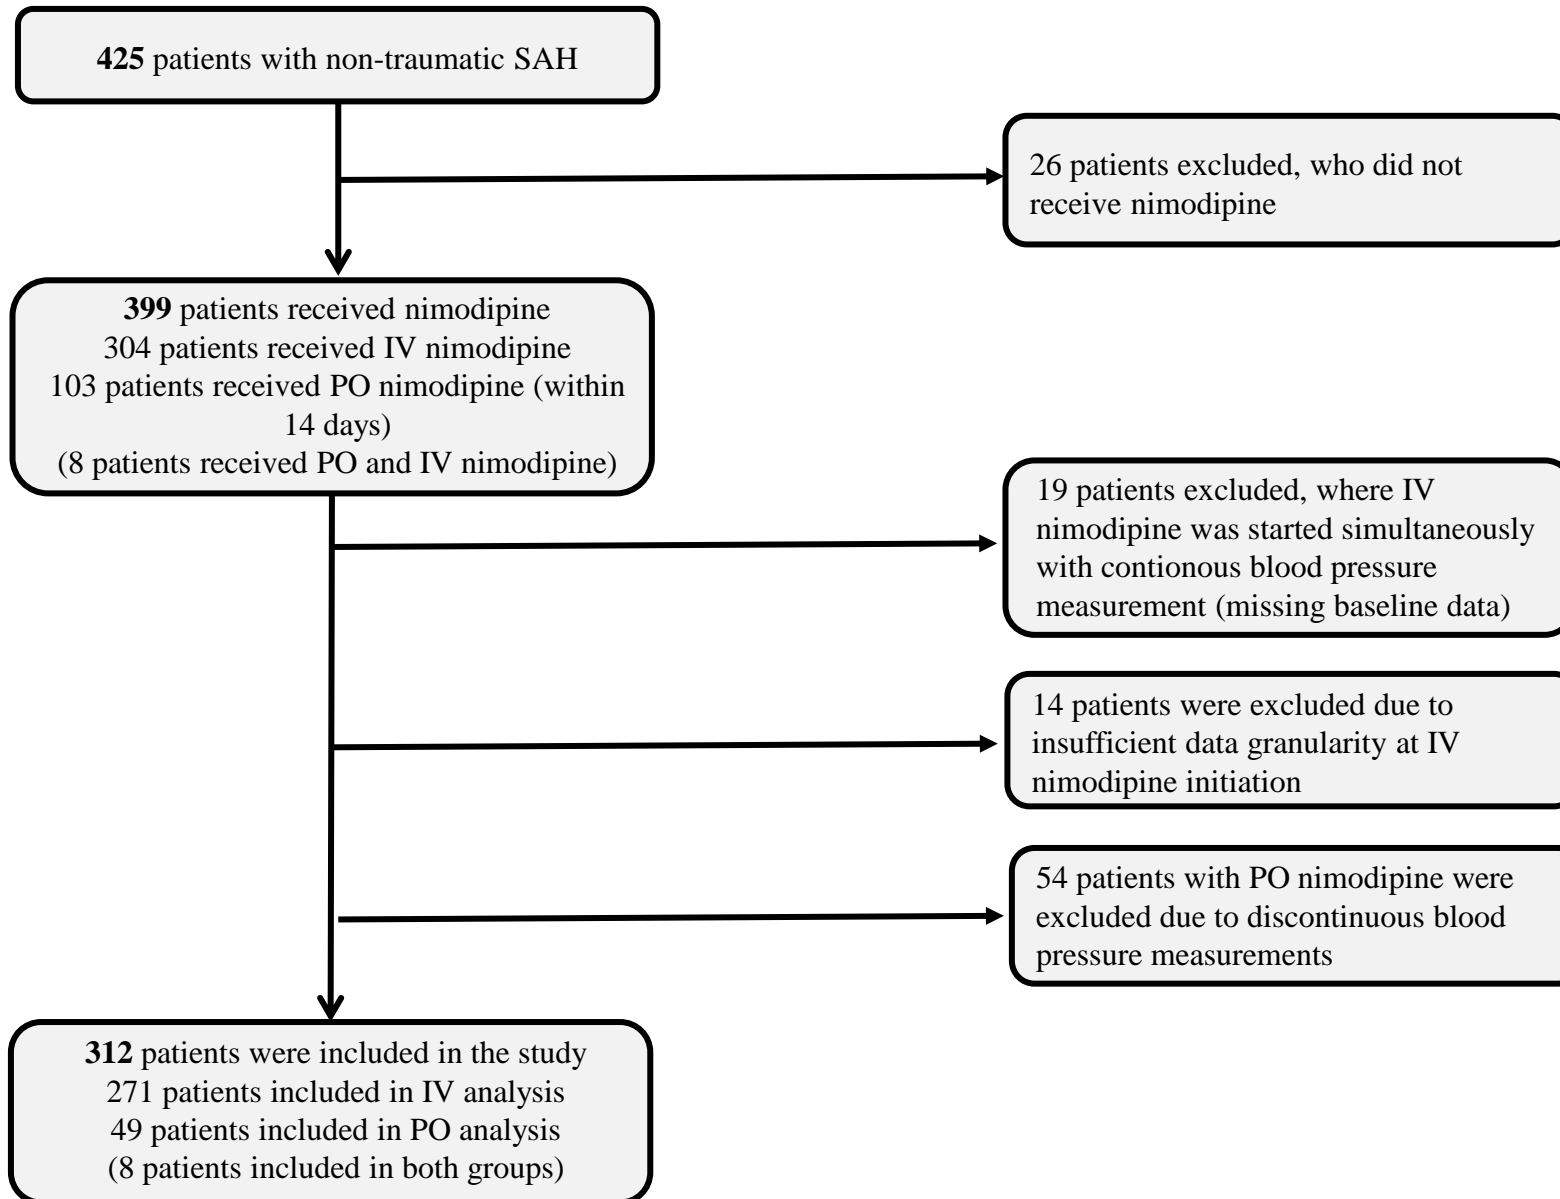 425 patients with non-traumatic SAH
26 patients excluded, who did not
receive nimodipine
399 patients received nimodipine
304 patients received IV nimodipine
103 patients received PO nimodipine (within
14 days)
(8 patients received PO and IV nimodipine)
19 patients excluded, where IV
nimodipine was started simultaneously
with contionous blood pressure
measurement (missing baseline data)
14 patients were excluded due to
insufficient data granularity at IV
nimodipine initiation
54 patients with PO nimodipine were
excluded due to discontinuous blood
pressure measurements
312 patients were included in the study
271 patients included in IV analysis
49 patients included in PO analysis
(8 patients included in both groups)